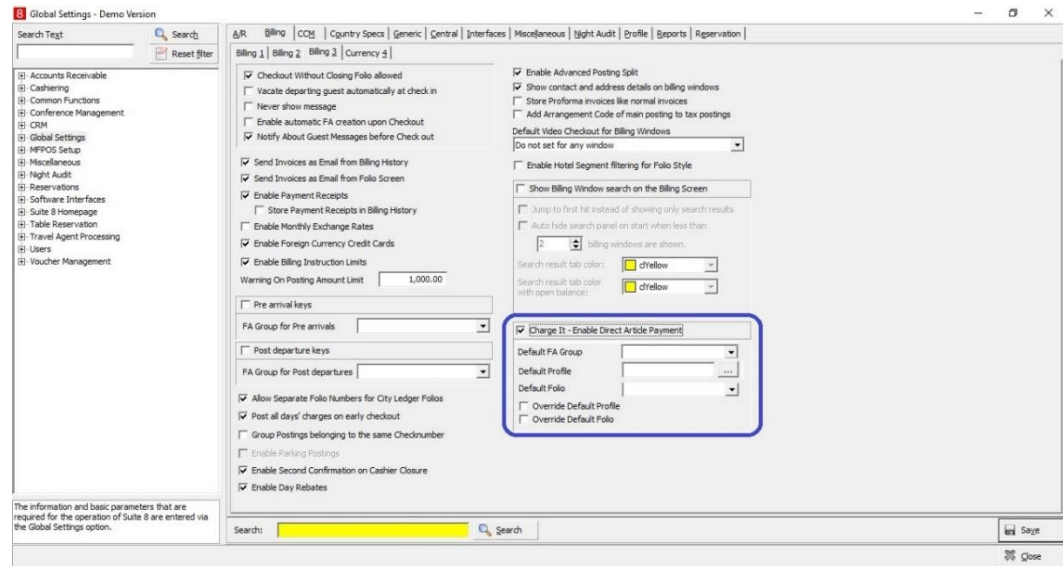 8 Global Settings - Demo Version
Search Text
Search
Reset filter
Accounts Receivable
Cashiering
Common Functions
Conference Management
CRM
Global Settings
MFPOS Setup
Miscellaneous
Night Audit
Reservations
Software Interfaces
Suite 8 Homepage
Table Reservation
Travel Agent Processing
Users
Voucher Management
The information and basic parameters that are
required for the operation of Suite 8 are entered via
the Global Settings option.
A/R Billing CCM Country Specs Generic Central Interfaces Miscellaneous Night Audit Profile Reports Reservation
Billing 1 Billing 2 Billing 3 Currency 4
Checkout Without Closing Folio allowed
Vacate departing guest automatically at check in
Never show message
Enable automatic FA creation upon Checkout
Notify About Guest Messages before Check out
Send Invoices as Email from Billing History
Send Invoices as Email from Folio Screen
Enable Payment Receipts
Store Payment Receipts in Billing History
Enable Monthly Exchange Rates
Enable Foreign Currency Credit Cards
Enable Billing Instruction Limits
Warning On Posting Amount Limit 1,000.00
Pre arrival keys
FA Group for Pre arrivals
Post departure keys
FA Group for Post departures
Allow Separate Folio Numbers for City Ledger Folios
Post all days' charges on early checkout
Group Postings belonging to the same Checknumber
Enable Parking Postings
Enable Second Confirmation on Cashier Closure
Enable Day Rebates
Enable Advanced Posting Split
Show contact and address details on billing windows
Store Proforma invoices like normal invoices
Add Arrangement Code of main posting to tax postings
Default Video Checkout for Billing Windows
Do not set for any window
Enable Hotel Segment filtering for Folio Style
Show Billing Window search on the Billing Screen
Jump to first hit instead of showing only search results
Auto hide search panel on start when less than
2 billing windows are shown.
Search result tab color: clYellow
Search result tab color
with open balance: clYellow
Charge It - Enable Direct Article Payment
Default FA Group
Default Profile ...
Default Folio
Override Default Profile
Override Default Folio
Search: Search
Save
Close